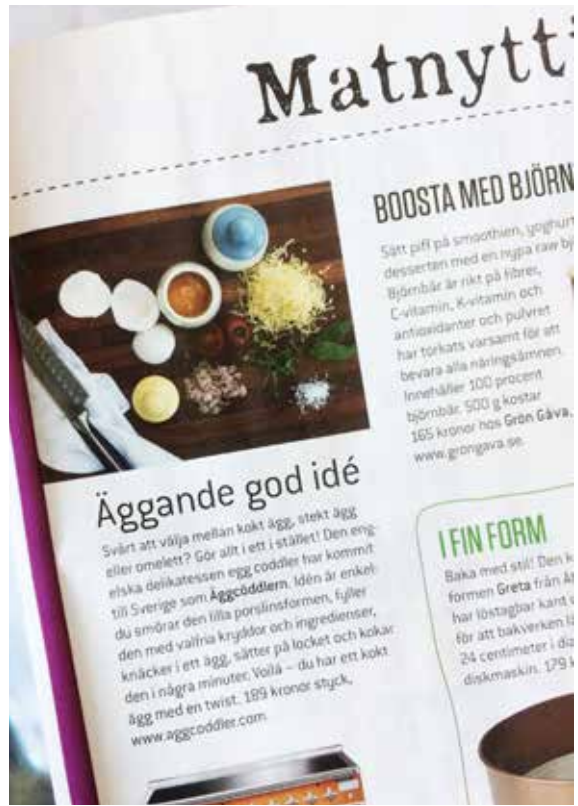 Matnytt
Äggande god idé
Svårt att välja mellan kokt ägg, stekt ägg
eller omelett? Gör allt i ett i stället! Den eng-
elska delikatessen egg coddler har kommit
till Sverige som Äggcoddlern. Idén är enkel:
du smörar den lilla porslinsformen, fyller
den med valfria kryddor och ingredienser,
knäcker i ett ägg, sätter på locket och kokar
den i några minuter. Voilá – du har ett kokt
ägg med en twist. 189 kronor styck,
www.aggcoddler.com
BOOSTA MED BJÖRN
Sätt piff på smoothien, yoghurt
desserten med en nypa raw bj
Björnbär är rikt på fibrer,
C-vitamin, K-vitamin och
antioxidanter och pulvret
har torkats varsamt för att
bevara alla näringsämnen.
Innehåller 100 procent
björnbär. 500 g kostar
165 kronor hos Grön Gåva,
www.grongava.se
I FIN FORM
Baka med stil! Den k
formen Greta från
har löstagbar kant
för att bakverken
24 centimeter i dia
diskmaskin. 179 k